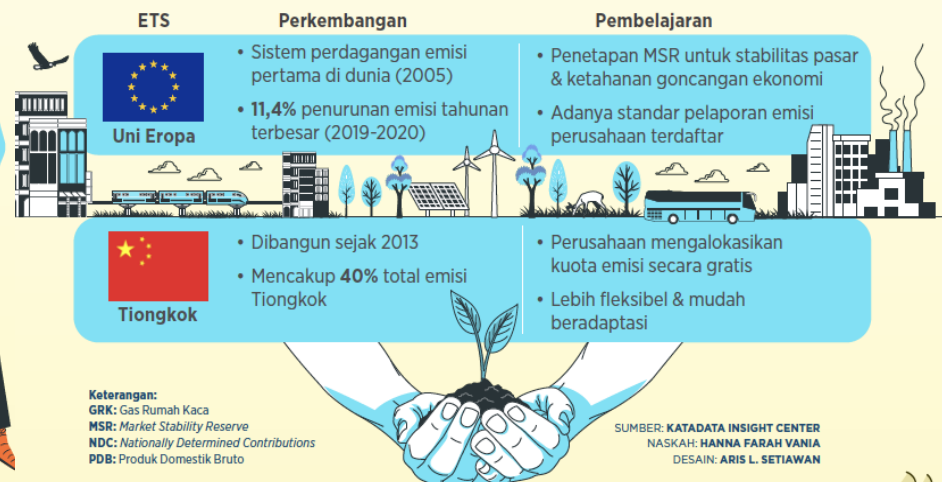 ETS
Perkembangan
Pembelajaran
Uni Eropa
• Sistem perdagangan emisi
pertama di dunia (2005)
• 11,4% penurunan emisi tahunan
terbesar (2019-2020)
• Penetapan MSR untuk stabilitas pasar
& ketahanan goncangan ekonomi
• Adanya standar pelaporan emisi
perusahaan terdaftar
Tiongkok
• Dibangun sejak 2013
• Mencakup 40% total emisi
Tiongkok
• Perusahaan mengalokasikan
kuota emisi secara gratis
• Lebih fleksibel & mudah
beradaptasi
Keterangan:
GRK: Gas Rumah Kaca
MSR: Market Stability Reserve
NDC: Nationally Determined Contributions
PDB: Produk Domestik Bruto
SUMBER: KATADATA INSIGHT CENTER
NASKAH: HANNA FARAH VANIA
DESAIN: ARIS L. SETIAWAN